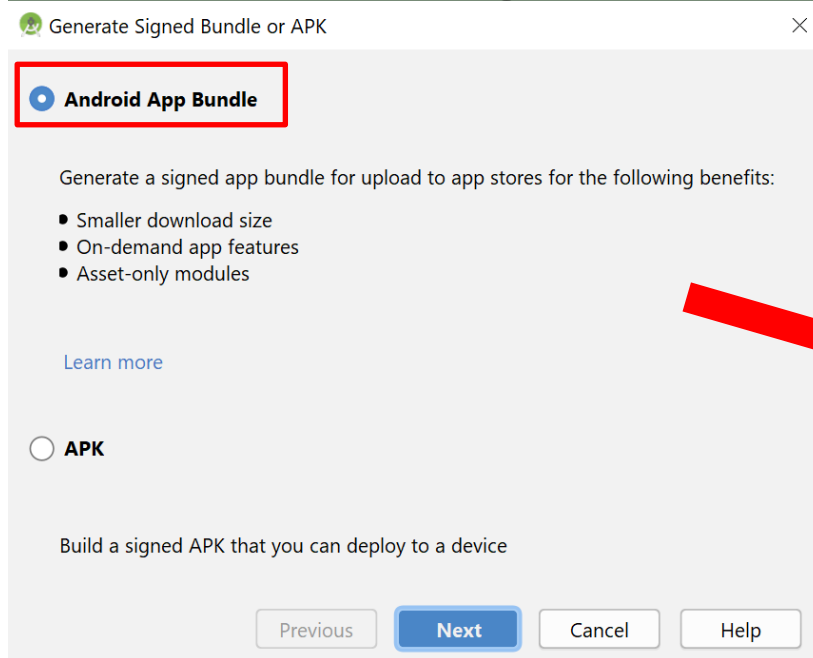 Generate Signed Bundle or APK
Android App Bundle
Generate a signed app bundle for upload to app stores for the following benefits:
Smaller download size
On-demand app features
Asset-only modules
Learn more
APK
Build a signed APK that you can deploy to a device
Previous Next Cancel Help